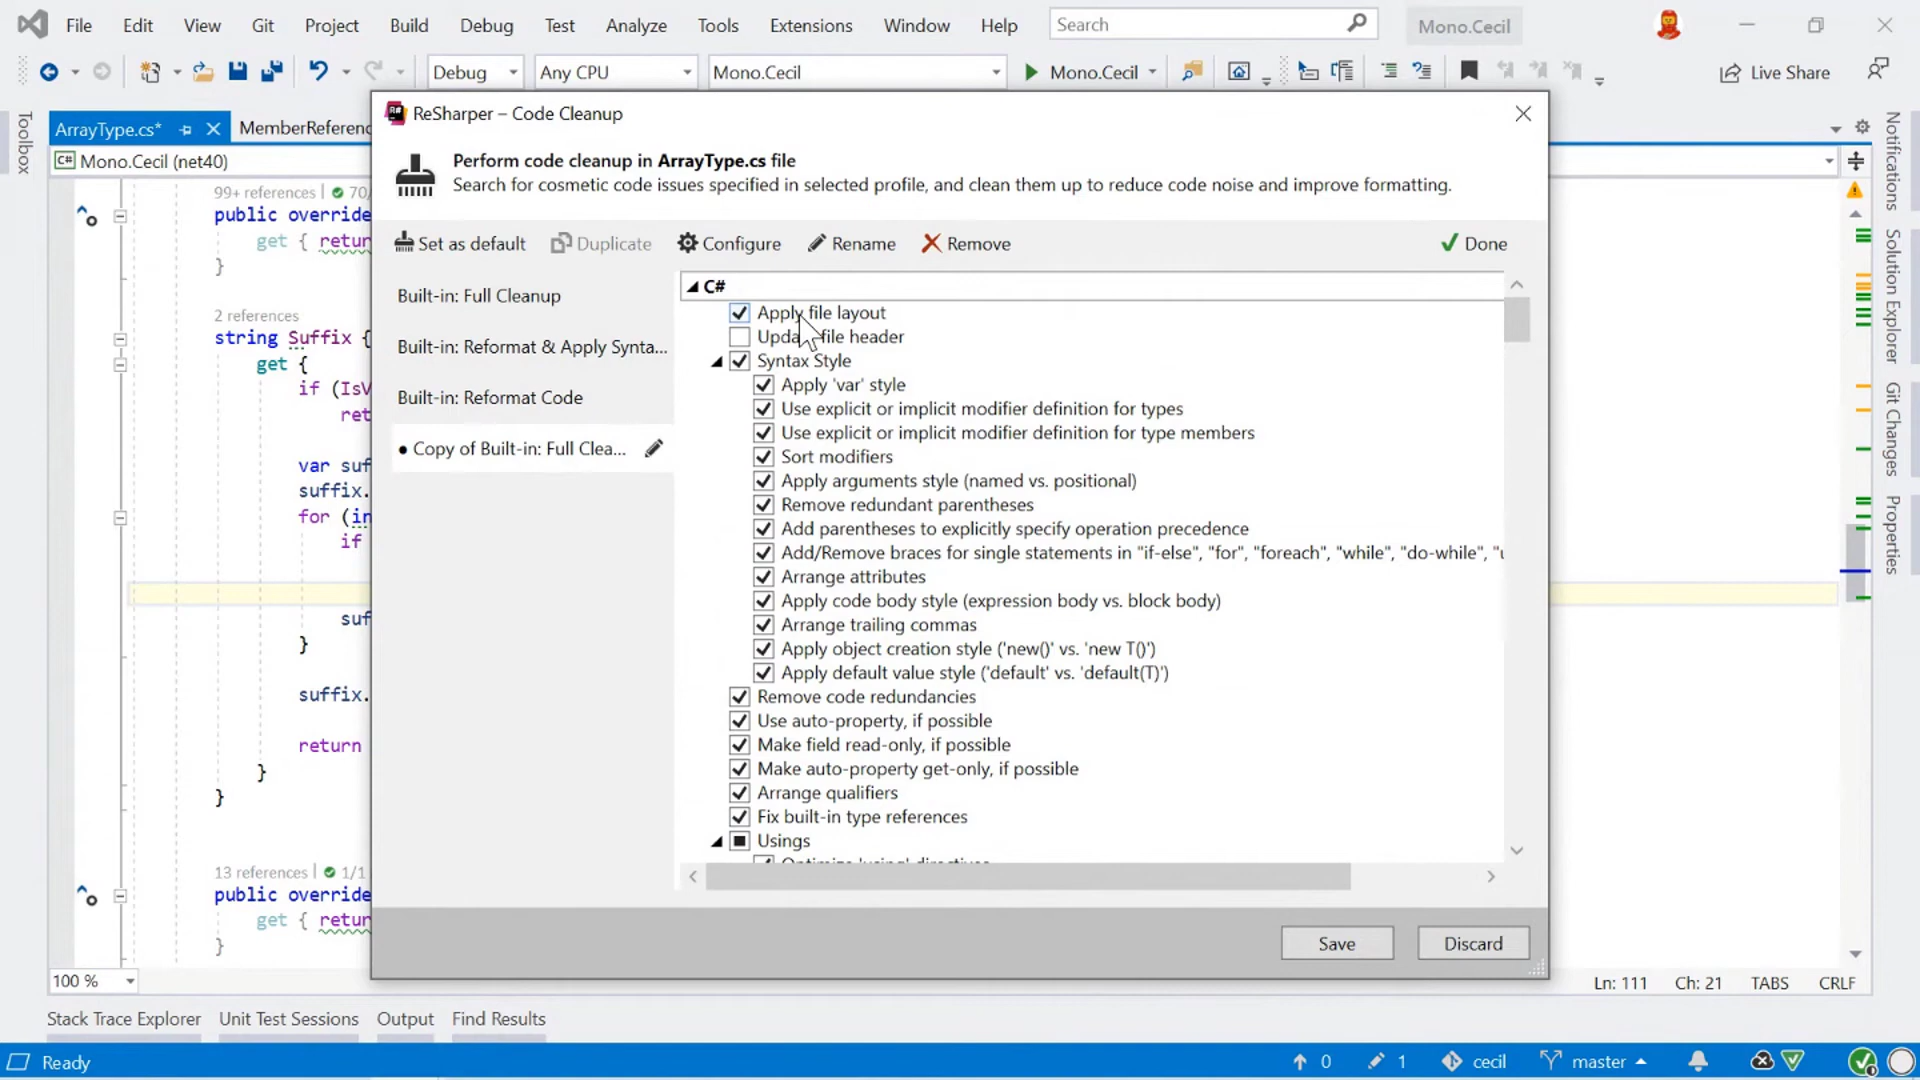 File Edit View Git Project Build Debug Test Analyze Tools Extensions Window Help Search Mono.Cecil
Debug Any CPU Mono.Cecil Mono.Cecil Live Share
ArrayType.cs* MemberReferenc
C# Mono.Cecil (net40)
Toolbox
ReSharper – Code Cleanup
Perform code cleanup in ArrayType.cs file
Search for cosmetic code issues specified in selected profile, and clean them up to reduce code noise and improve formatting.
Set as default Duplicate Configure Rename Remove Done
Built-in: Full Cleanup
Built-in: Reformat & Apply Synta...
Built-in: Reformat Code
• Copy of Built-in: Full Clea...
C#
Apply file layout
file header
Syntax Style
Apply 'var' style
Use explicit or implicit modifier definition for types
Use explicit or implicit modifier definition for type members
Sort modifiers
Apply arguments style (named vs. positional)
Remove redundant parentheses
Add parentheses to explicitly specify operation precedence
Add/Remove braces for single statements in "if-else", "for", "foreach", "while", "do-while", "u
Arrange attributes
Apply code body style (expression body vs. block body)
Arrange trailing commas
Apply object creation style ('new()' vs. 'new T()')
Apply default value style ('default' vs. 'default(T)')
Remove code redundancies
Use auto-property, if possible
Make field read-only, if possible
Make auto-property get-only, if possible
Arrange qualifiers
Fix built-in type references
Usings
Save Discard
99+ references | 70/
public override
get { retur
}
2 references
string Suffix {
get {
if (IsV
ret
var suf
suffix.
for (in
if
suf
}
suffix.
return
}
}
13 references | 1/1
public override
get { retur
}
Notifications
Solution Explorer
Git Changes
Properties
100 % Ln: 111 Ch: 21 TABS CRLF
Stack Trace Explorer Unit Test Sessions Output Find Results
Ready 0 1 cecil master